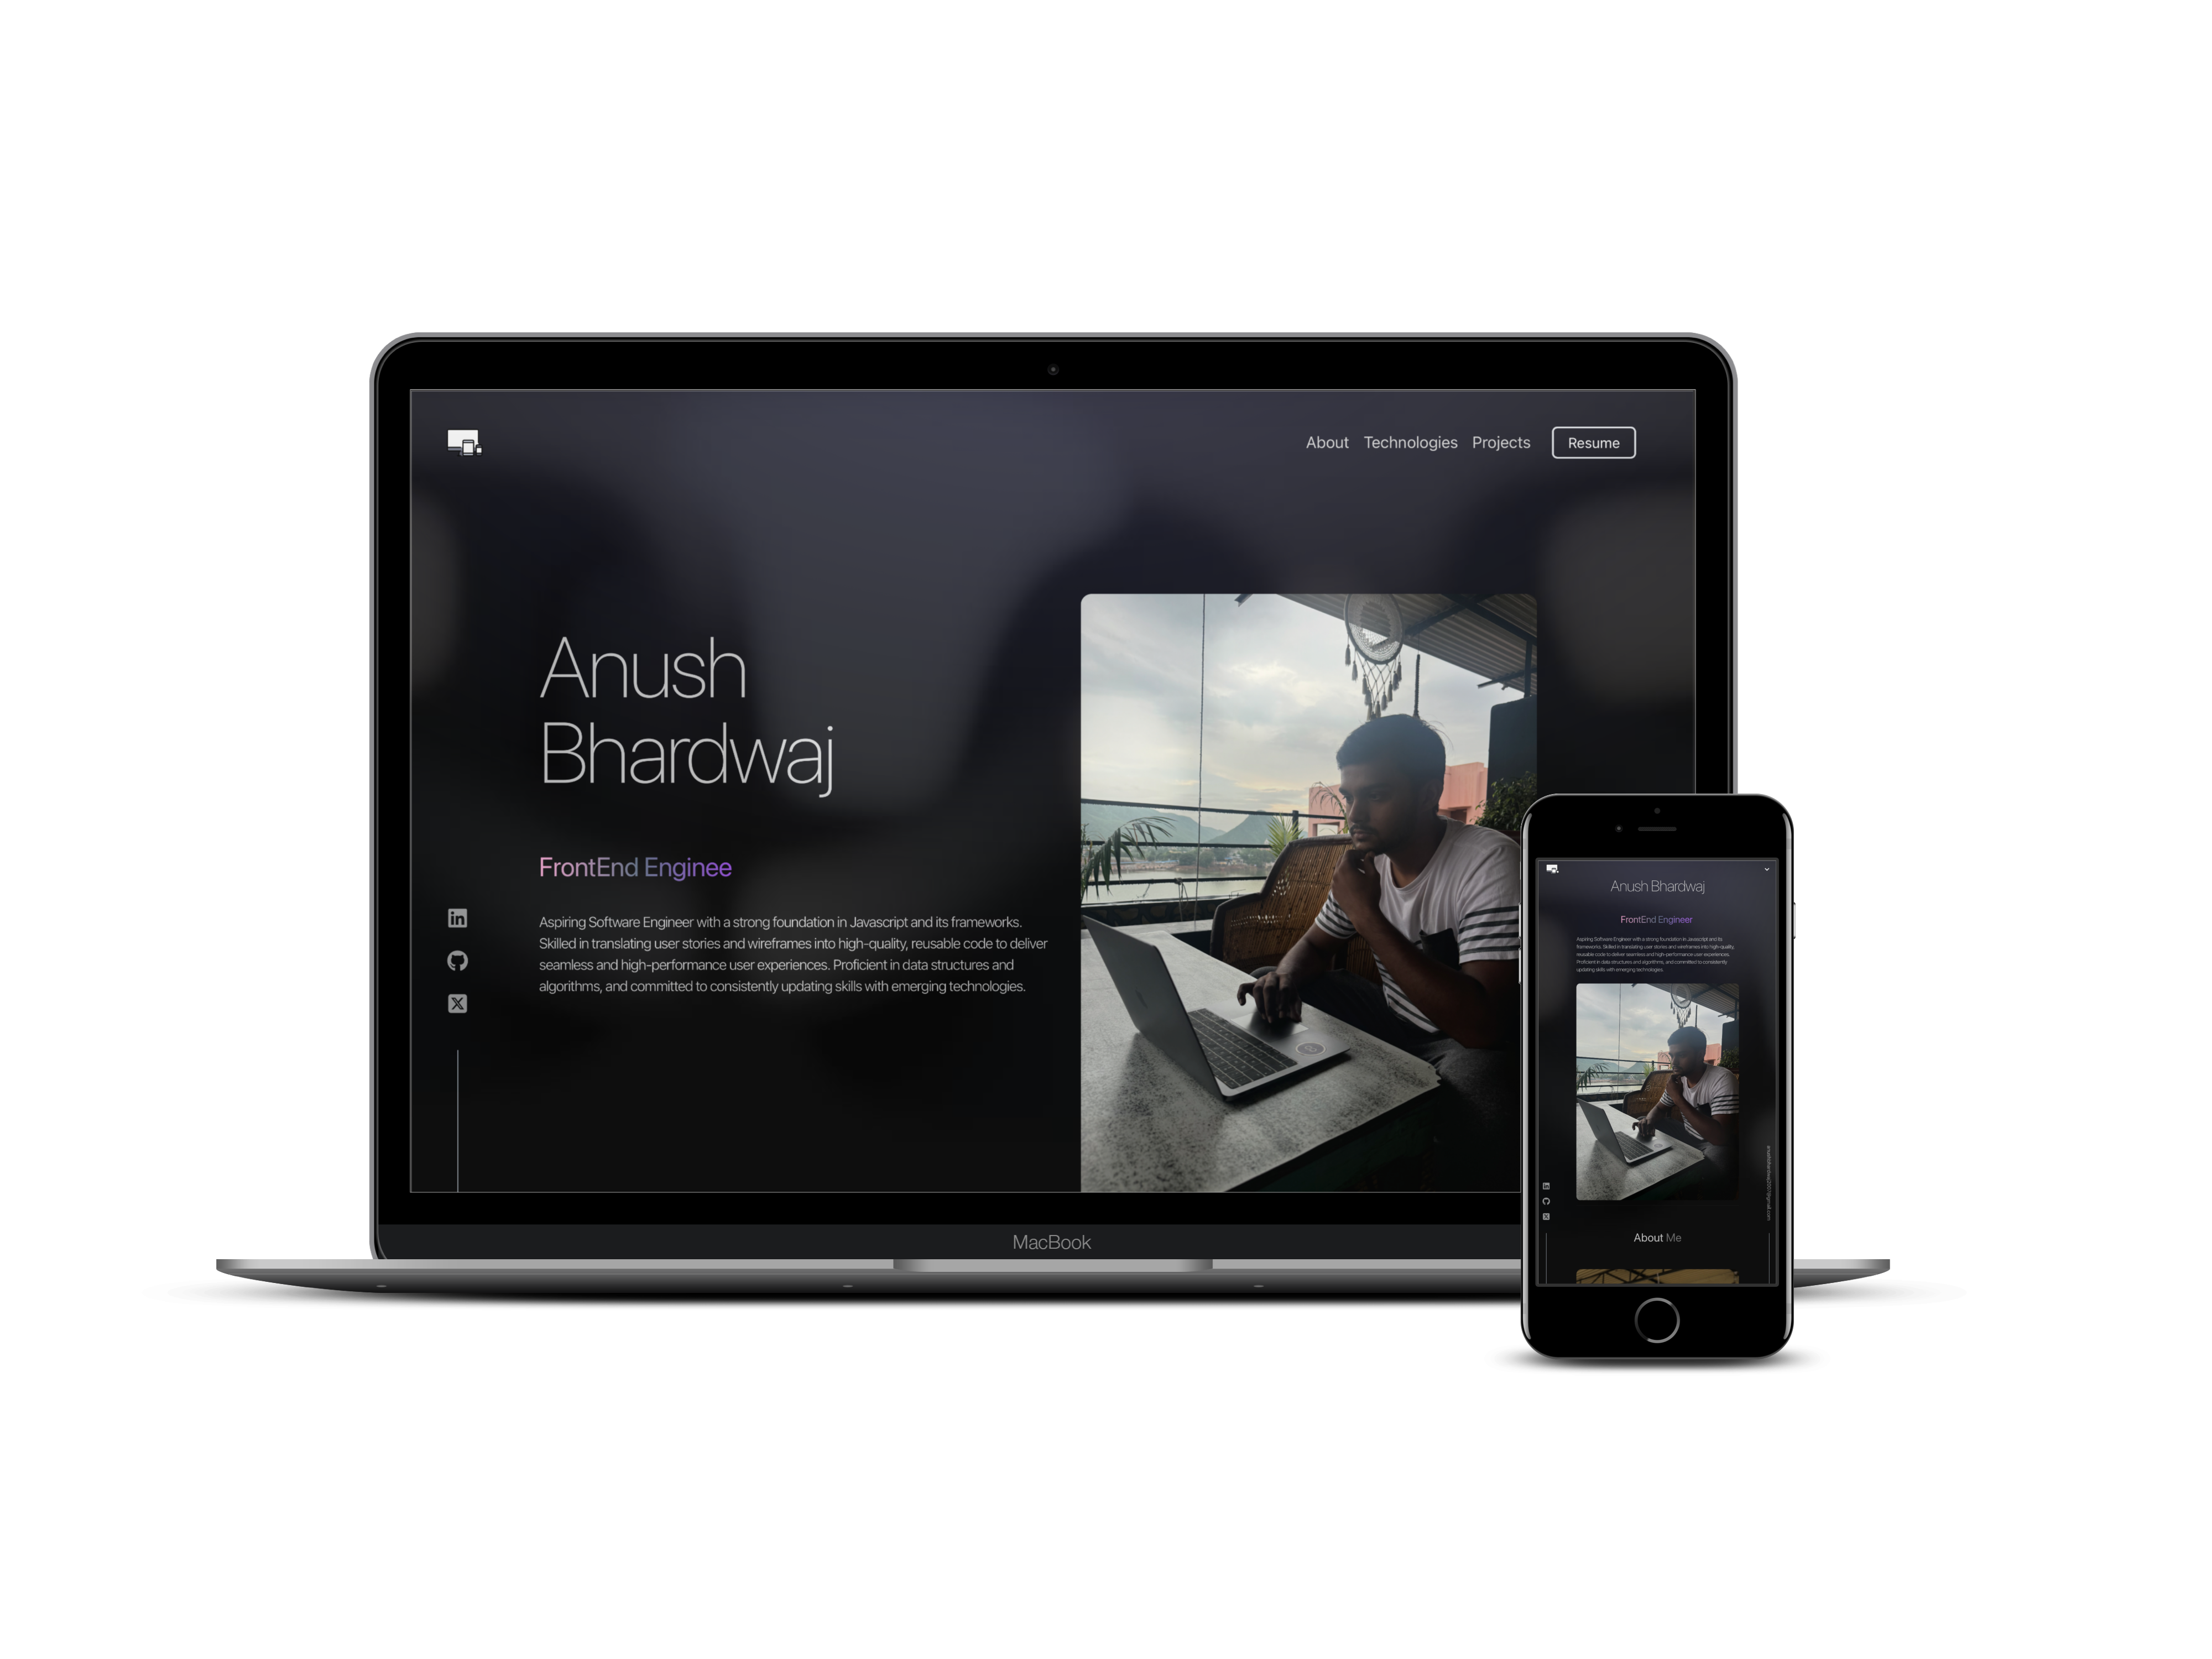 About Technologies Projects Resume
Anush
Bhardwaj
FrontEnd Enginee
Aspiring Software Engineer with a strong foundation in Javascript and its frameworks.
Skilled in translating user stories and wireframes into high-quality, reusable code to deliver
seamless and high-performance user experiences. Proficient in data structures and
algorithms, and committed to consistently updating skills with emerging technologies.
in
X
MacBook
Anush Bhardwaj
FrontEnd Engineer
Aspiring Software Engineer with a strong foundation in Javascript and its
frameworks. Skilled in translating user stories and wireframes into high-quality,
reusable code to deliver seamless and high-performance user experiences.
Proficient in data structures and algorithms, and committed to consistently
updating skills with emerging technologies.
About Me